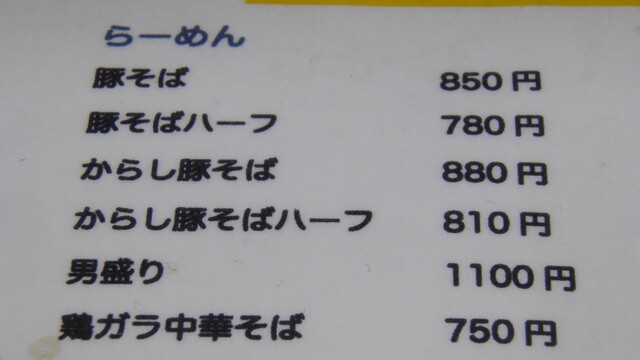 らーめん
豚そば 850円
豚そばハーフ 780円
からし豚そば 880円
からし豚そばハーフ 810円
男盛り 1100円
鶏ガラ中華そば 750円